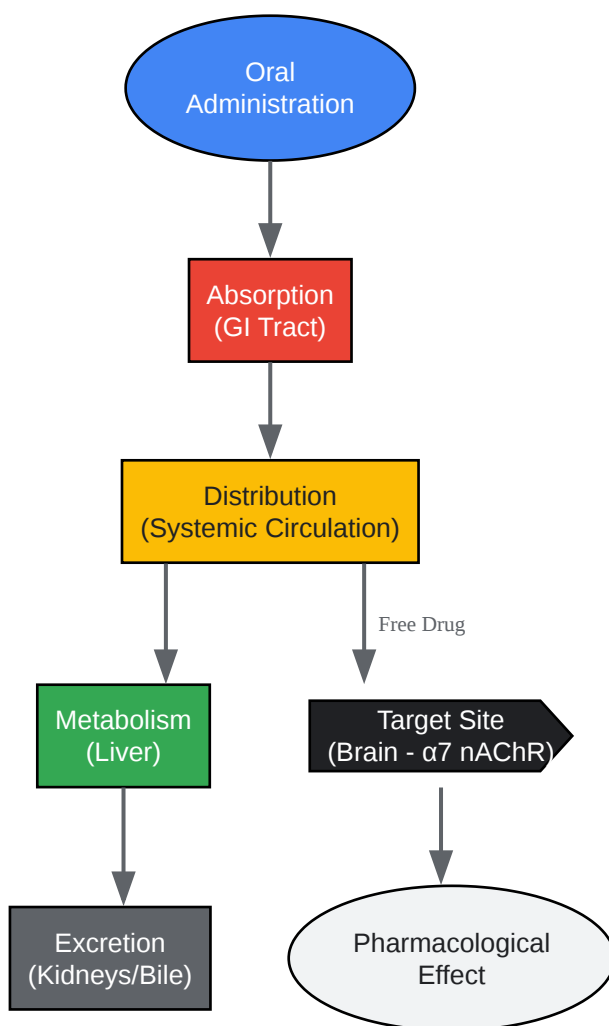 Oral
Administration
Absorption
(GI Tract)
Distribution
(Systemic Circulation)
Free Drug
Metabolism
(Liver)
Target Site
(Brain - α7 nAChR)
Excretion
(Kidneys/Bile)
Pharmacological
Effect